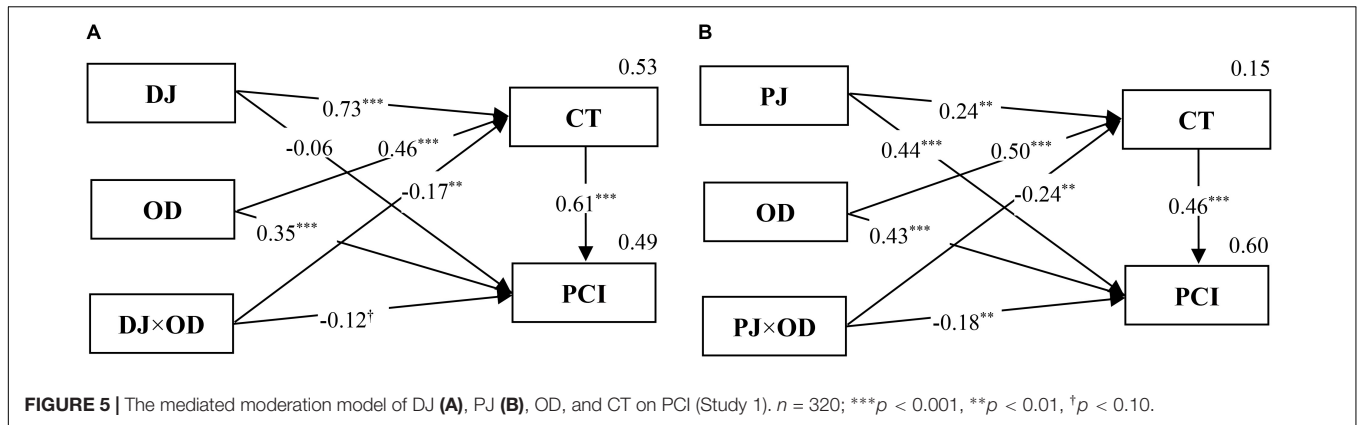 A
DJ
OD
DJ×OD
0.53
CT
0.49
PCI
0.73***
-0.06
0.46***
0.35***
-0.17**
-0.12†
0.61***
B
PJ
OD
PJ×OD
0.15
CT
0.60
PCI
0.24**
0.44***
0.50***
0.43***
-0.24**
-0.18**
0.46***
FIGURE 5 | The mediated moderation model of DJ (A), PJ (B), OD, and CT on PCI (Study 1). n = 320; ***p < 0.001, **p < 0.01, †p < 0.10.